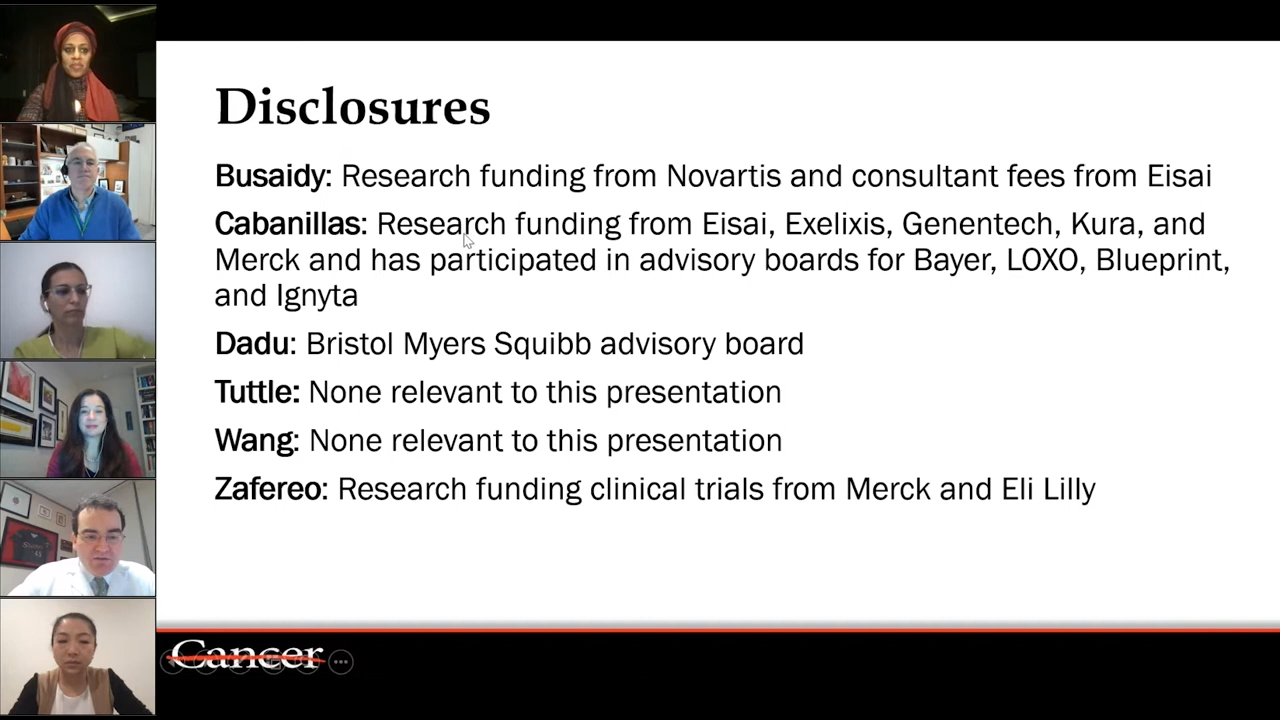 Disclosures
Busaidy: Research funding from Novartis and consultant fees from Eisai
Cabanillas: Research funding from Eisai, Exelixis, Genentech, Kura, and
Merck and has participated in advisory boards for Bayer, LOXO, Blueprint,
and Ignyta
Dadu: Bristol Myers Squibb advisory board
Tuttle: None relevant to this presentation
Wang: None relevant to this presentation
Zafereo: Research funding clinical trials from Merck and Eli Lilly
Cancer